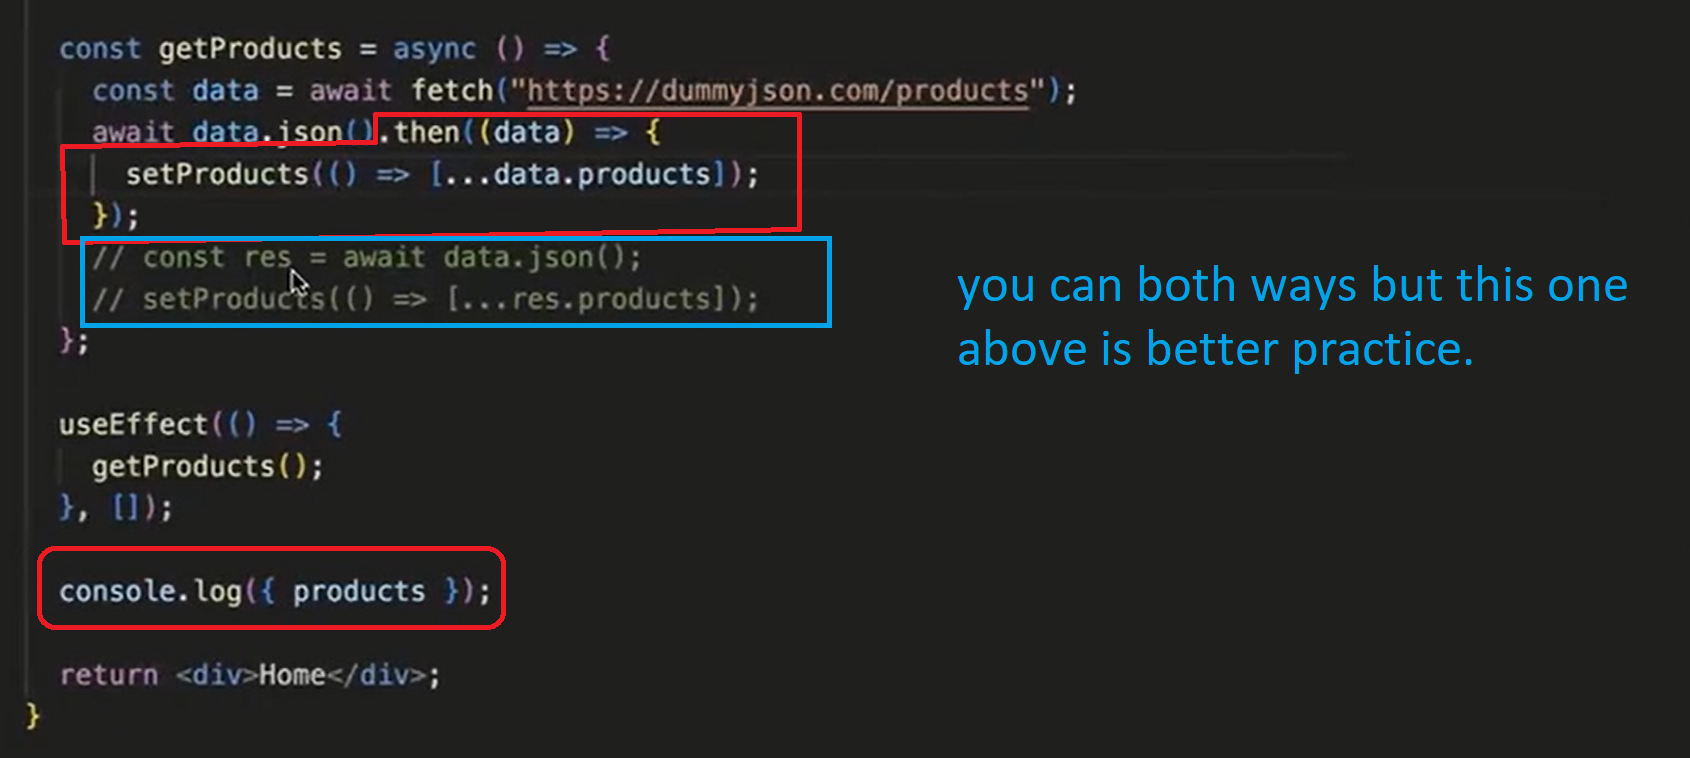 const getProducts = async () => {
const data = await fetch("https://dummyjson.com/products");
await data.json().then((data) => {
setProducts(() => [...data.products]);
});
// const res = await data.json();
// setProducts(() => [...res.products]);
};
you can both ways but this one
above is better practice.
useEffect(() => {
getProducts();
}, []);
console.log({ products });
return <div>Home</div>;
}